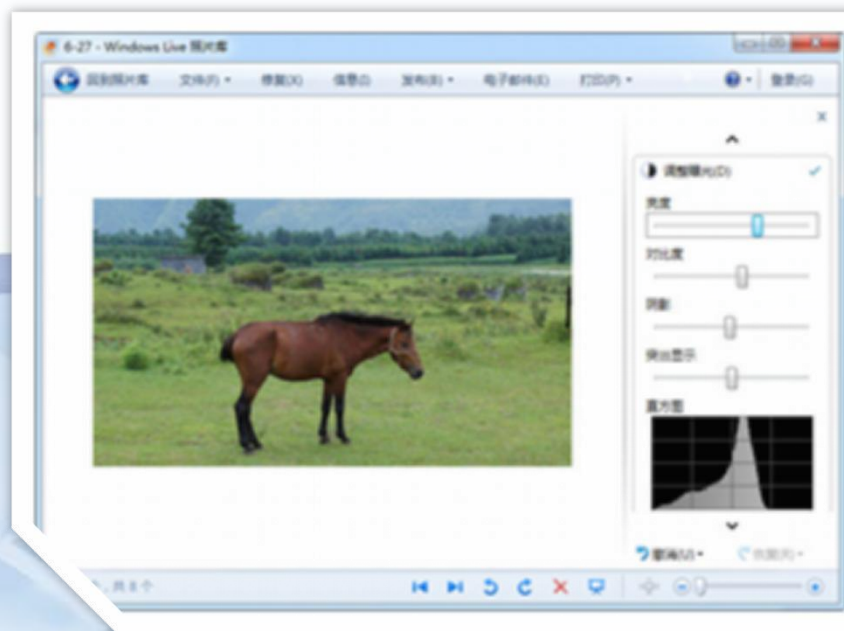 6-27 - Windows Live 照片库
回到照片库 文件(F) 修复(X) 信息(I) 发布(B) 电子邮件(E) 打印(P) 登录(G)
调整曝光(D)
亮度
对比度
阴影
突出显示
直方图
撤消(U) 恢复(R)
，共 8 个